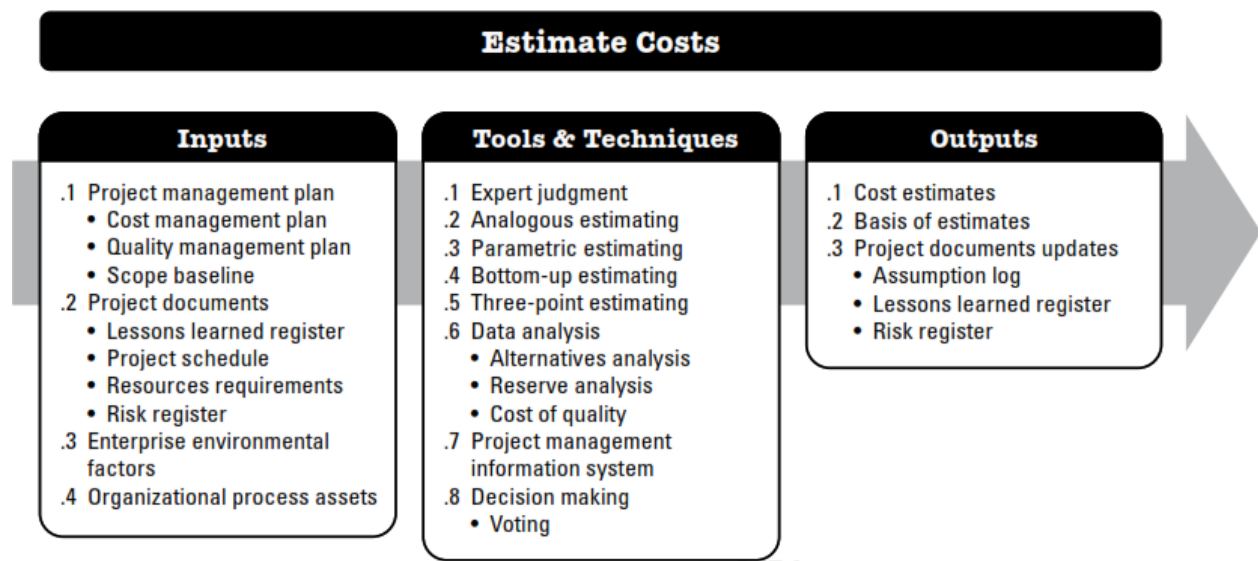 Estimate Costs
Inputs
.1 Project management plan
• Cost management plan
• Quality management plan
• Scope baseline
.2 Project documents
• Lessons learned register
• Project schedule
• Resources requirements
• Risk register
.3 Enterprise environmental
factors
.4 Organizational process assets
Tools & Techniques
.1 Expert judgment
.2 Analogous estimating
.3 Parametric estimating
.4 Bottom-up estimating
.5 Three-point estimating
.6 Data analysis
• Alternatives analysis
• Reserve analysis
• Cost of quality
.7 Project management
information system
.8 Decision making
• Voting
Outputs
.1 Cost estimates
.2 Basis of estimates
.3 Project documents updates
• Assumption log
• Lessons learned register
• Risk register